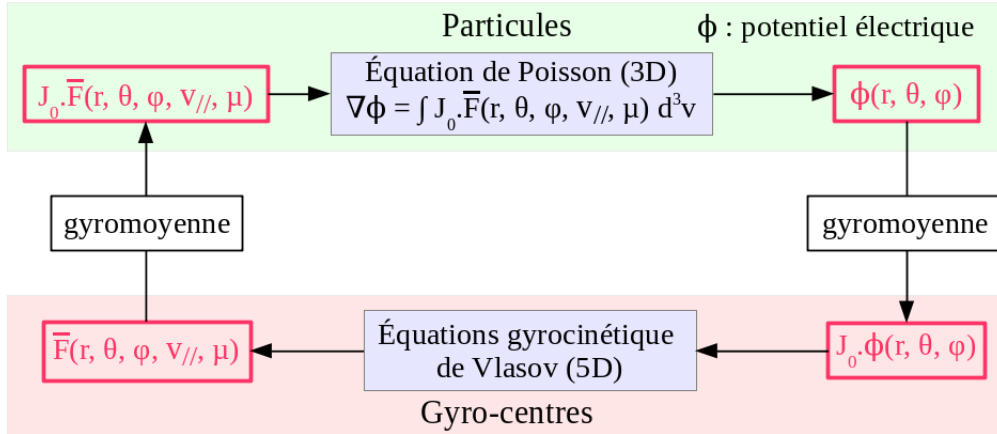 Particules
ϕ : potentiel électrique
J₀.F̅(r, θ, φ, v//, µ)
Équation de Poisson (3D)
∇ϕ = ∫ J₀.F̅(r, θ, φ, v//, µ) d³v
ϕ(r, θ, φ)
gyromoyenne
gyromoyenne
F̅(r, θ, φ, v//, µ)
Équations gyrocinétique
de Vlasov (5D)
J₀.ϕ(r, θ, φ)
Gyro-centres